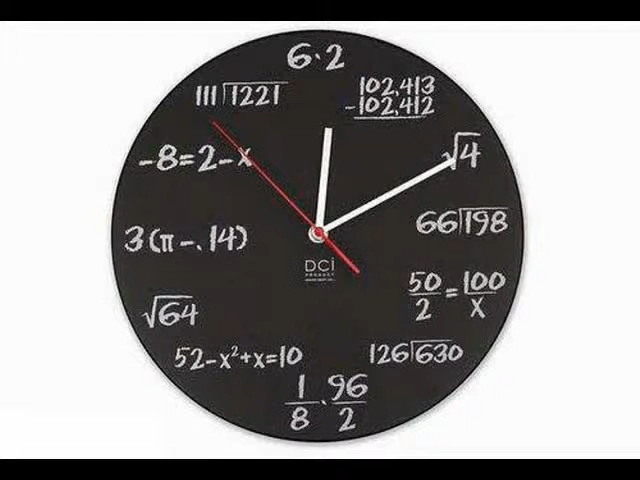 6·2
102,413
-102,412
√4
66⟌198
50/2 = 100/x
126⟌630
1/8 · 96/2
52-x²+x=10
√64
3(π-.14)
-8=2-x
111⟌1221
DCI
PRODUCT